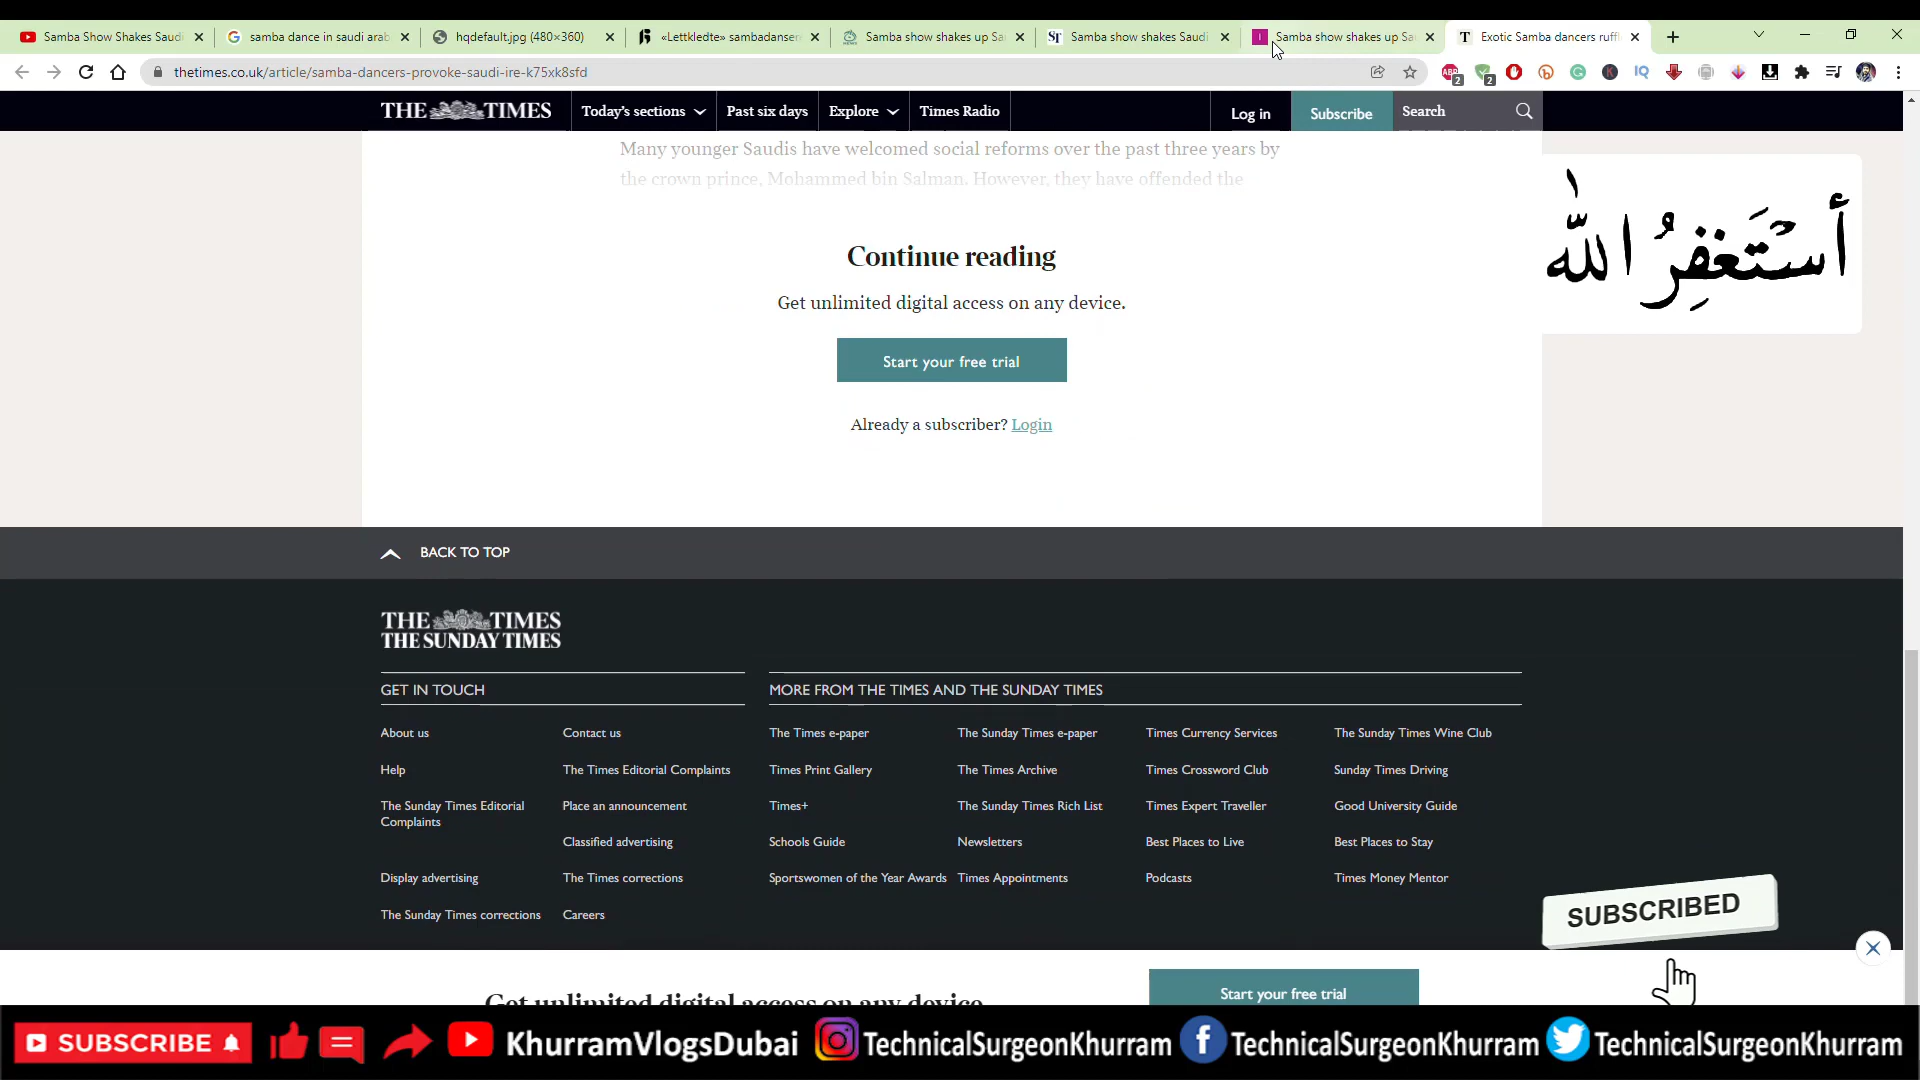 Samba Show Shakes Saudi
samba dance in saudi arab
hqdefault.jpg (480×360)
«Lettkledte» sambadanser
Samba show shakes up Sa
Samba show shakes Saudi
Samba show shakes up Sa
Exotic Samba dancers ruffl
thetimes.co.uk/article/samba-dancers-provoke-saudi-ire-k75xk8sfd
THE TIMES
Today's sections
Past six days
Explore
Times Radio
Log in
Subscribe
Search
Many younger Saudis have welcomed social reforms over the past three years by
the crown prince, Mohammed bin Salman. However, they have offended the
أَسْتَغْفِرُ اللّٰه
Continue reading
Get unlimited digital access on any device.
Start your free trial
Already a subscriber? Login
BACK TO TOP
THE TIMES
THE SUNDAY TIMES
GET IN TOUCH
MORE FROM THE TIMES AND THE SUNDAY TIMES
About us
Contact us
The Times e-paper
The Sunday Times e-paper
Times Currency Services
The Sunday Times Wine Club
Help
The Times Editorial Complaints
Times Print Gallery
The Times Archive
Times Crossword Club
Sunday Times Driving
The Sunday Times Editorial
Complaints
Place an announcement
Times+
The Sunday Times Rich List
Times Expert Traveller
Good University Guide
Classified advertising
Schools Guide
Newsletters
Best Places to Live
Best Places to Stay
Display advertising
The Times corrections
Sportswomen of the Year Awards
Times Appointments
Podcasts
Times Money Mentor
The Sunday Times corrections
Careers
SUBSCRIBED
Get unlimited digital access on any device
Start your free trial
SUBSCRIBE
KhurramVlogsDubai
TechnicalSurgeonKhurram
TechnicalSurgeonKhurram
TechnicalSurgeonKhurram